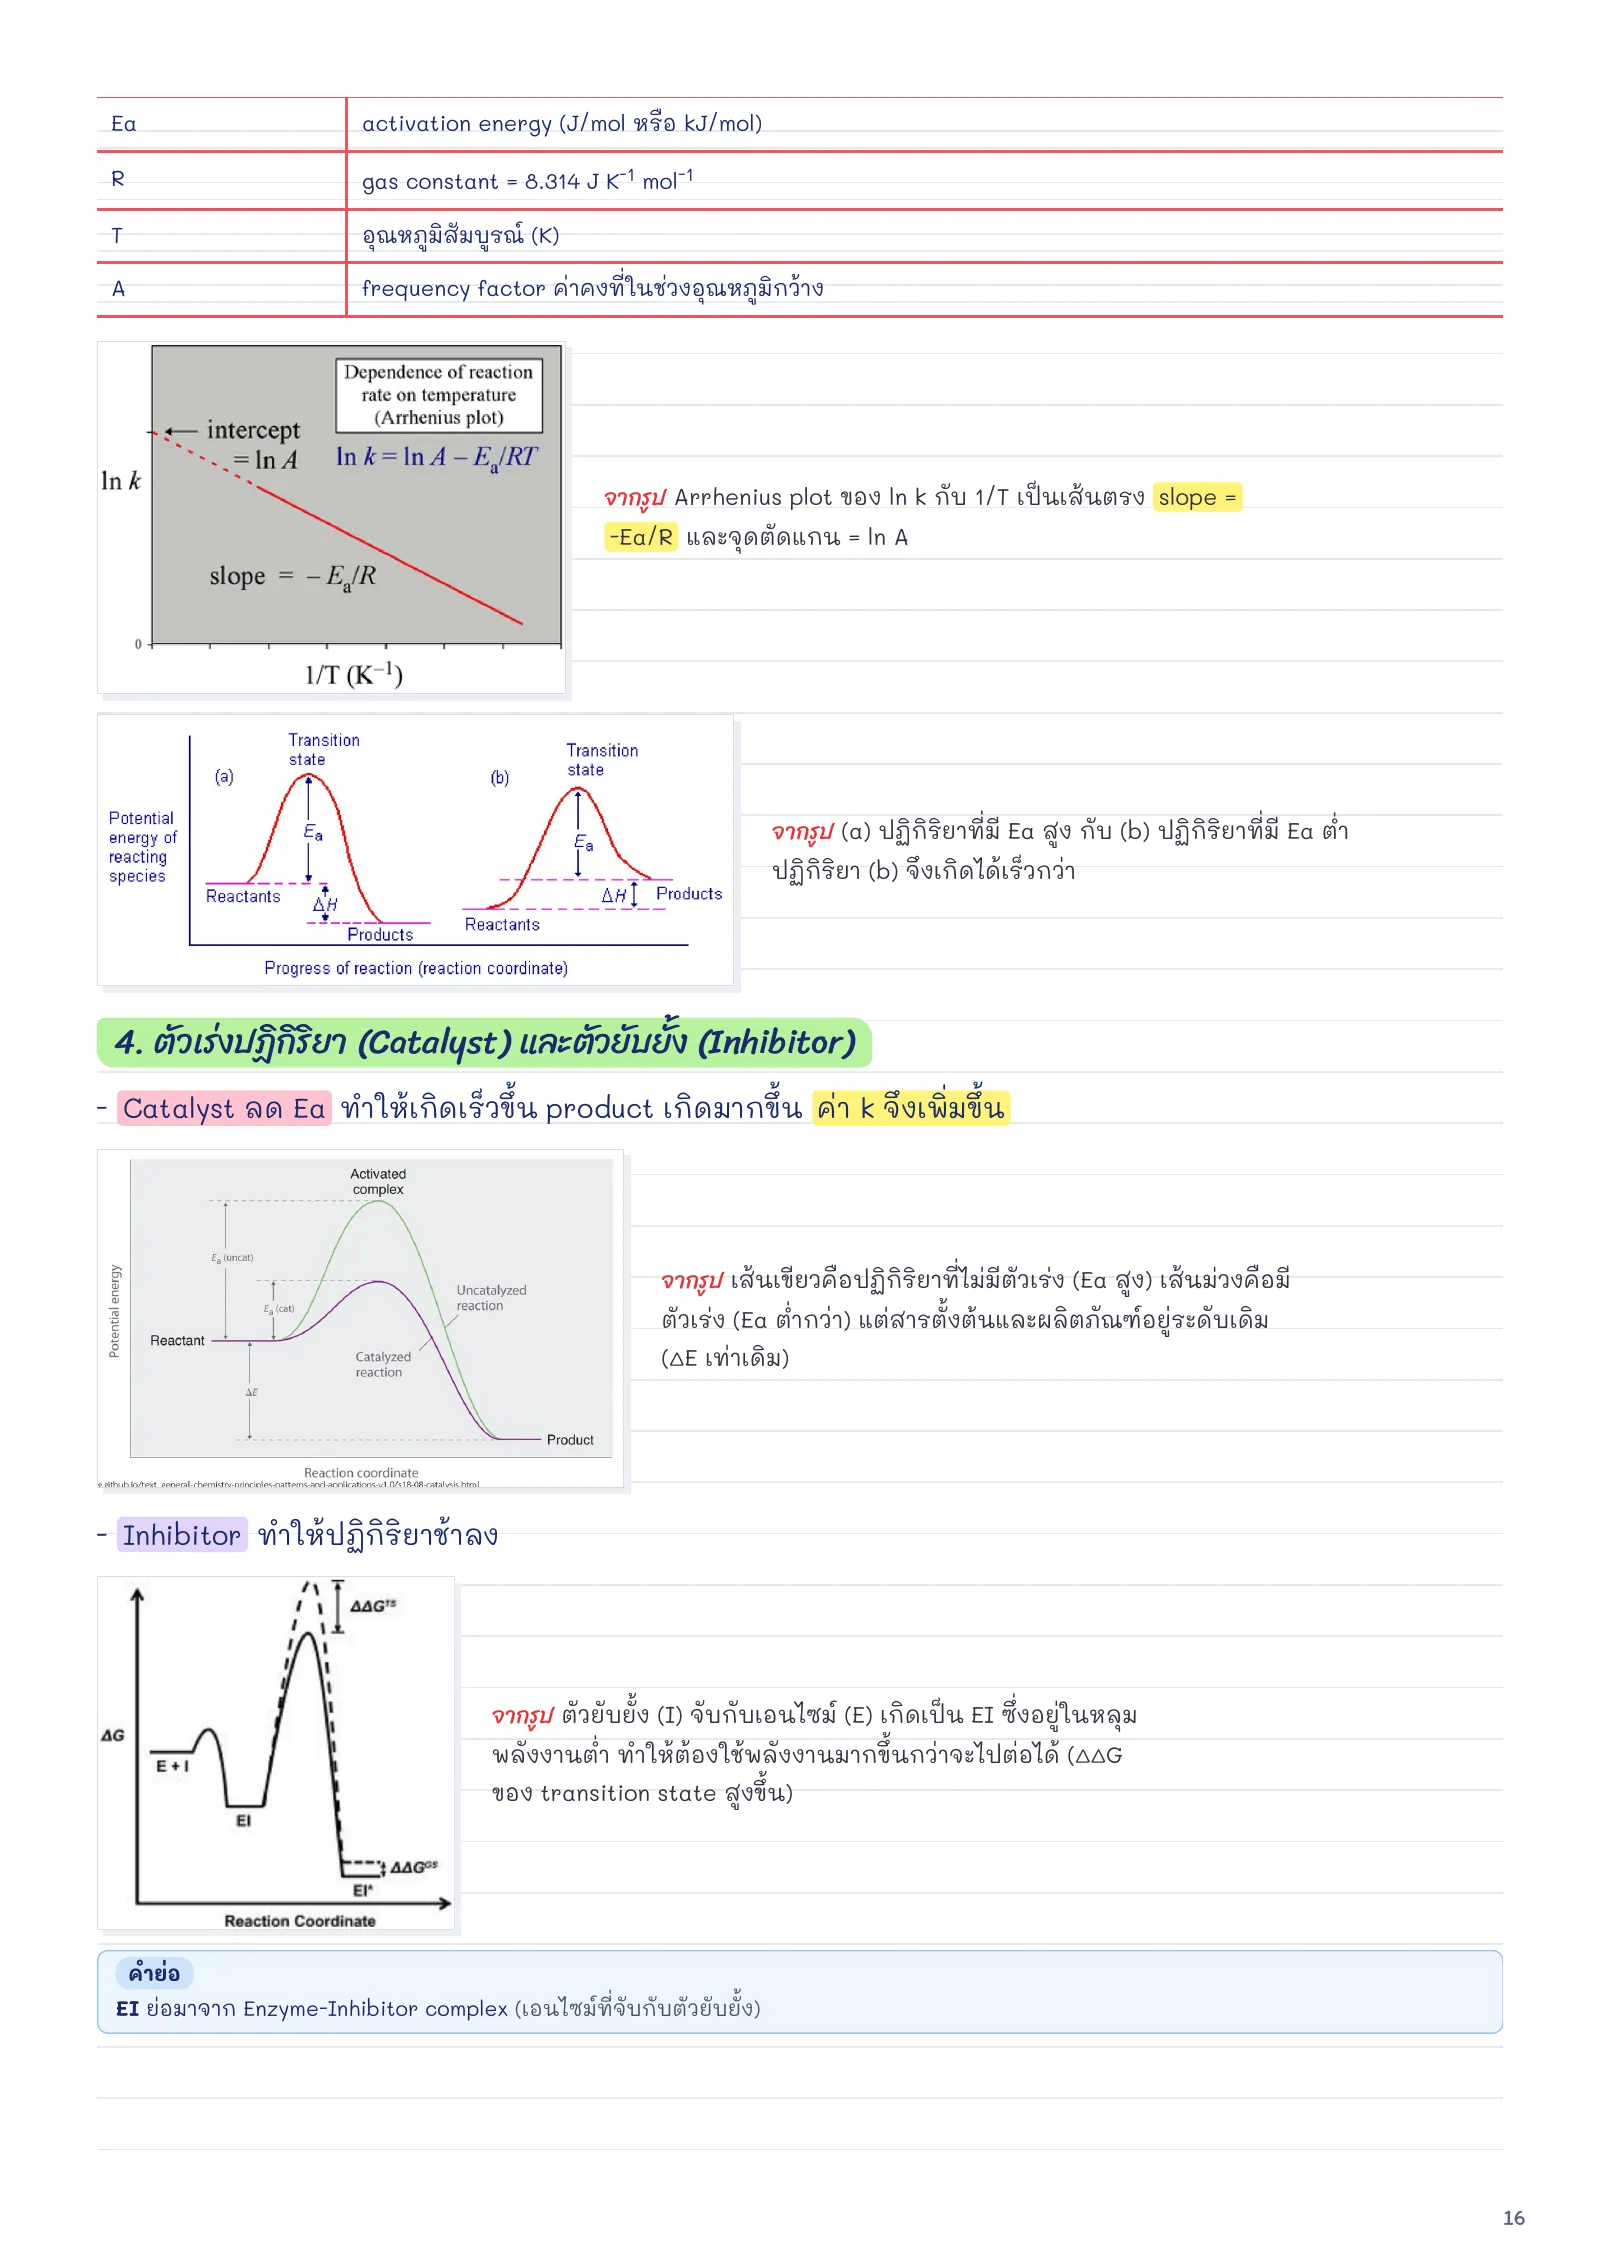 Ea activation energy (J/mol หรือ kJ/mol)
R gas constant = 8.314 J K⁻¹ mol⁻¹
T อุณหภูมิสัมบูรณ์ (K)
A frequency factor ค่าคงที่ในช่วงอุณหภูมิกว้าง
Dependence of reaction
rate on temperature
(Arrhenius plot)
intercept
= ln A
ln k = ln A – Eₐ/RT
ln k
slope = – Eₐ/R
0
1/T (K⁻¹)
จากรูป Arrhenius plot ของ ln k กับ 1/T เป็นเส้นตรง slope =
-Ea/R และจุดตัดแกน = ln A
Transition
state
(a)
Transition
state
(b)
Potential
energy of
reacting
species
Eₐ
Eₐ
Reactants
ΔH
Products
ΔH
Products
Reactants
Progress of reaction (reaction coordinate)
จากรูป (a) ปฏิกิริยาที่มี Ea สูง กับ (b) ปฏิกิริยาที่มี Ea ต่ำ
ปฏิกิริยา (b) จึงเกิดได้เร็วกว่า
4. ตัวเร่งปฏิกิริยา (Catalyst) และตัวยับยั้ง (Inhibitor)
- Catalyst ลด Ea ทำให้เกิดเร็วขึ้น product เกิดมากขึ้น ค่า k จึงเพิ่มขึ้น
Activated
complex
Eₐ (uncat)
Eₐ (cat)
Uncatalyzed
reaction
Potential energy
Reactant
Catalyzed
reaction
ΔE
Product
Reaction coordinate
e.github.io/text_general-chemistry-principles-patterns-and-applications-v1.0/s18-08-catalysis.html
จากรูป เส้นเขียวคือปฏิกิริยาที่ไม่มีตัวเร่ง (Ea สูง) เส้นม่วงคือมี
ตัวเร่ง (Ea ต่ำกว่า) แต่สารตั้งต้นและผลิตภัณฑ์อยู่ระดับเดิม
(△E เท่าเดิม)
- Inhibitor ทำให้ปฏิกิริยาช้าลง
ΔΔGᵀˢ
ΔG
E + I
EI
ΔΔGᴳˢ
EI*
Reaction Coordinate
จากรูป ตัวยับยั้ง (I) จับกับเอนไซม์ (E) เกิดเป็น EI ซึ่งอยู่ในหลุม
พลังงานต่ำ ทำให้ต้องใช้พลังงานมากขึ้นกว่าจะไปต่อได้ (△△G
ของ transition state สูงขึ้น)
คำย่อ
EI ย่อมาจาก Enzyme-Inhibitor complex (เอนไซม์ที่จับกับตัวยับยั้ง)
16